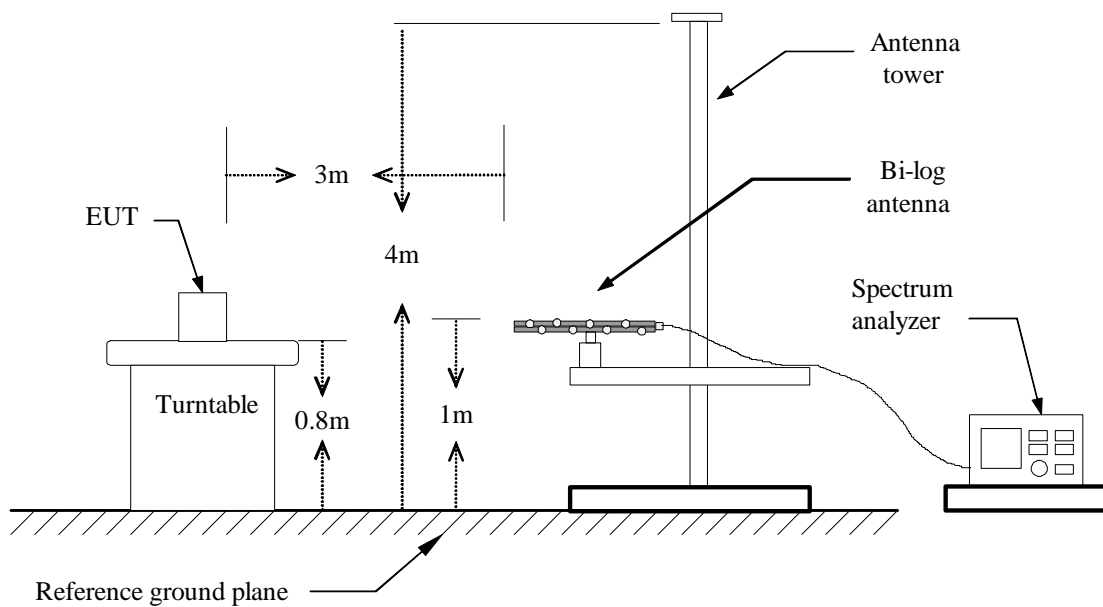 Antenna
tower
3m
Bi-log
antenna
EUT
4m
Spectrum
analyzer
Turntable
0.8m
1m
Reference ground plane